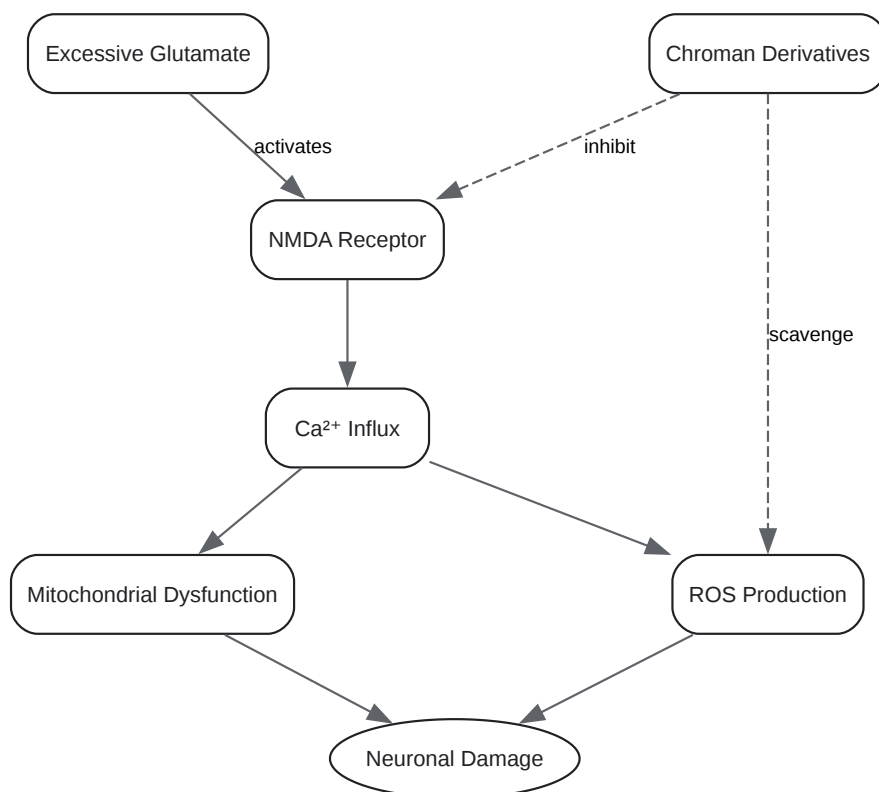 Excessive Glutamate
Chroman Derivatives
activates
inhibit
NMDA Receptor
scavenge
Ca²⁺ Influx
Mitochondrial Dysfunction
ROS Production
Neuronal Damage